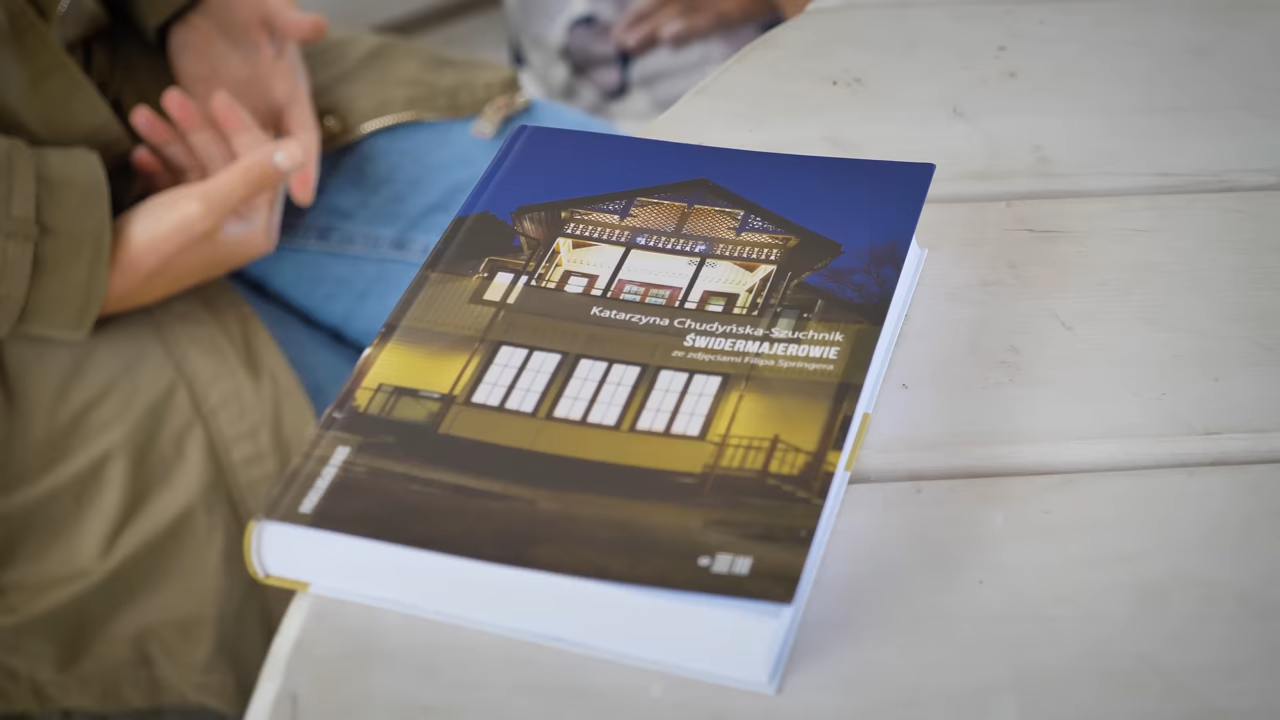 Katarzyna Chudyńska-Szuchnik
ŚWIDERMAJEROWIE
ze zdjęciami Filipa Springera